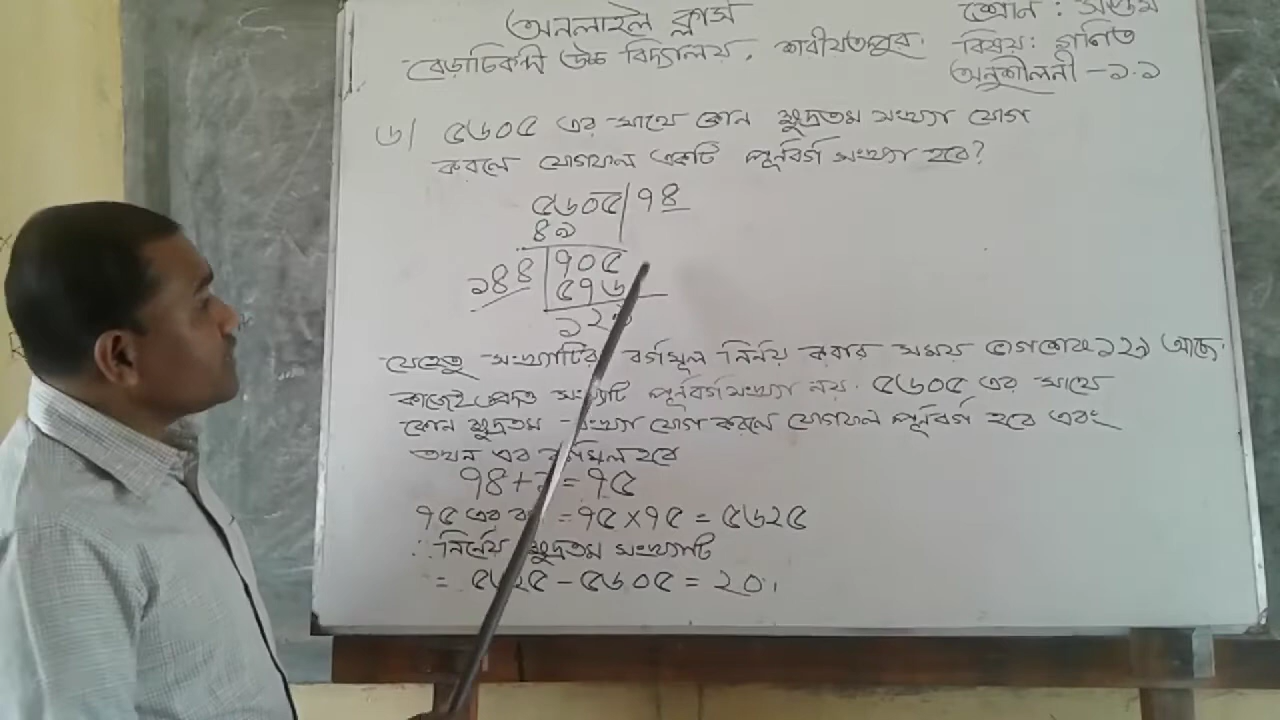 অনলাইন ক্লাস
উচ্চ বিদ্যালয়, শরীয়তপুর।
শ্রেণি : সপ্তম
বিষয়: গণিত
অনুশীলনী -১.১
৬| ৫৬০৫ এর সাথে কোন ক্ষুদ্রতম সংখ্যা যোগ
করলে যোগফল একটি পূর্ণবর্গ সংখ্যা হবে?
৫৬০৫|৭৪
৪৯
১৪৪|৭০৫
৫৭৬
১২৯
যেহেতু সংখ্যাটির বর্গমূল নির্ণয় করার সময় ভাগশেষ ১২৯ আছে।
কাজেই প্রদত্ত সংখ্যাটি পূর্ণবর্গ সংখ্যা নয়। ৫৬০৫ এর সাথে
কোন ক্ষুদ্রতম সংখ্যা যোগ করলে যোগফল পূর্ণবর্গ হবে এবং
তখন এর বর্গমূল হবে
৭৪+১=৭৫
৭৫ এর = ৭৫×৭৫ = ৫৬২৫
∴ নির্ণেয় ক্ষুদ্রতম সংখ্যাটি
= ৫৬২৫ - ৫৬০৫ = ২০।